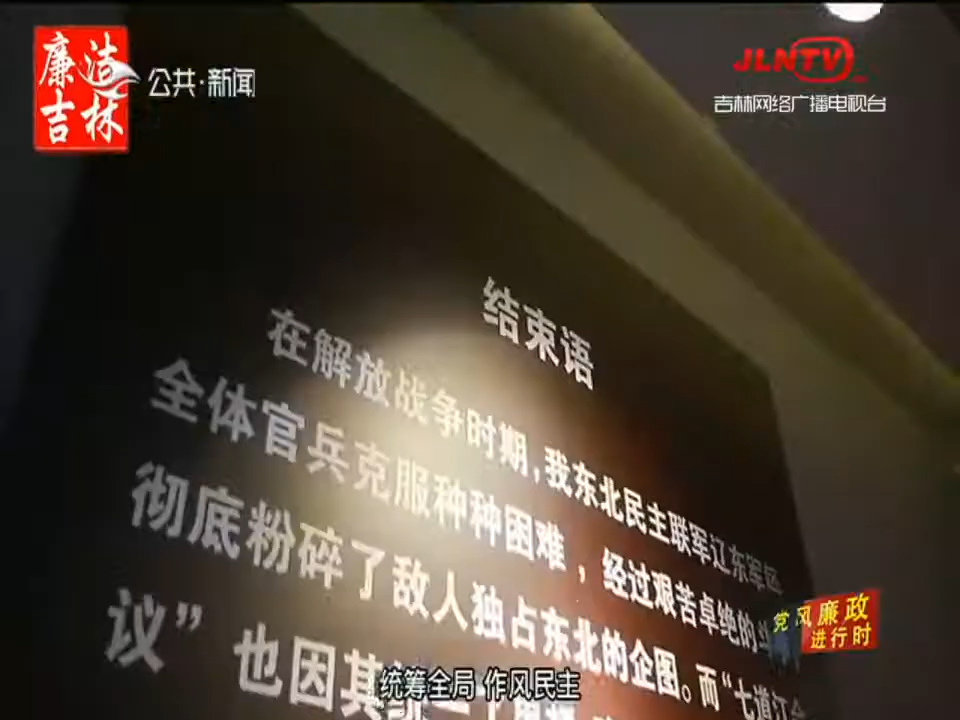 廉洁
吉林
公共·新闻
JLNTV
吉林网络广播电视台
结束语
在解放战争时期，我东北民主联军辽东军区
全体官兵克服种种困难，经过艰苦卓绝的
彻底粉碎了敌人独占东北的企图。而“七道江会
议”也因其
党风廉政
进行时
统筹全局 作风民主